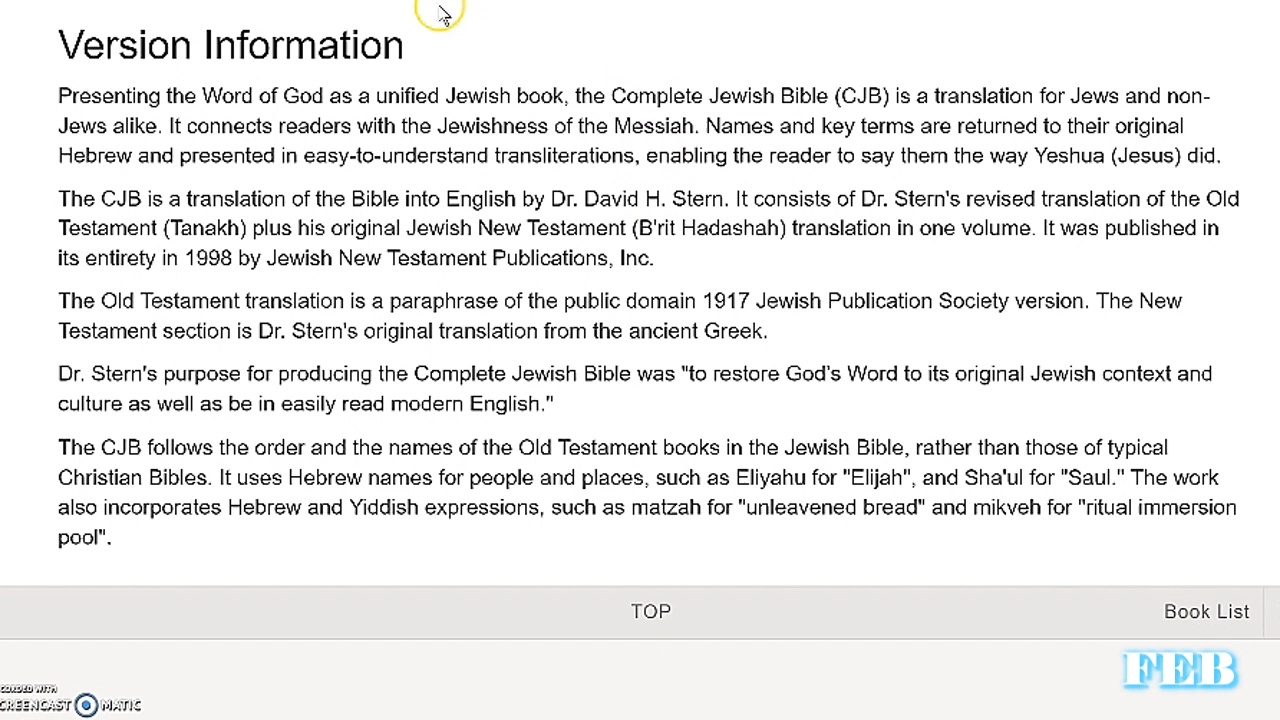 Version Information
Presenting the Word of God as a unified Jewish book, the Complete Jewish Bible (CJB) is a translation for Jews and non-
Jews alike. It connects readers with the Jewishness of the Messiah. Names and key terms are returned to their original
Hebrew and presented in easy-to-understand transliterations, enabling the reader to say them the way Yeshua (Jesus) did.
The CJB is a translation of the Bible into English by Dr. David H. Stern. It consists of Dr. Stern's revised translation of the Old
Testament (Tanakh) plus his original Jewish New Testament (B'rit Hadashah) translation in one volume. It was published in
its entirety in 1998 by Jewish New Testament Publications, Inc.
The Old Testament translation is a paraphrase of the public domain 1917 Jewish Publication Society version. The New
Testament section is Dr. Stern's original translation from the ancient Greek.
Dr. Stern's purpose for producing the Complete Jewish Bible was "to restore God's Word to its original Jewish context and
culture as well as be in easily read modern English."
The CJB follows the order and the names of the Old Testament books in the Jewish Bible, rather than those of typical
Christian Bibles. It uses Hebrew names for people and places, such as Eliyahu for "Elijah", and Sha'ul for "Saul." The work
also incorporates Hebrew and Yiddish expressions, such as matzah for "unleavened bread" and mikveh for "ritual immersion
pool".
TOP
Book List
FEB
CORDED WITH
CREENCAST MATIC